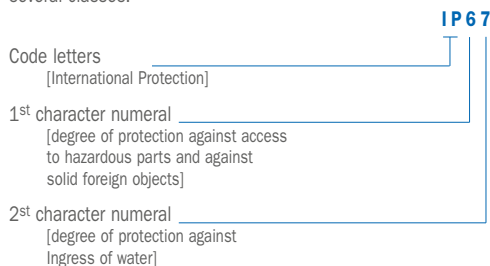 several classes.
IP67
Code letters
[International Protection]
1st character numeral
[degree of protection against access
to hazardous parts and against
solid foreign objects]
2st character numeral
[degree of protection against
Ingress of water]